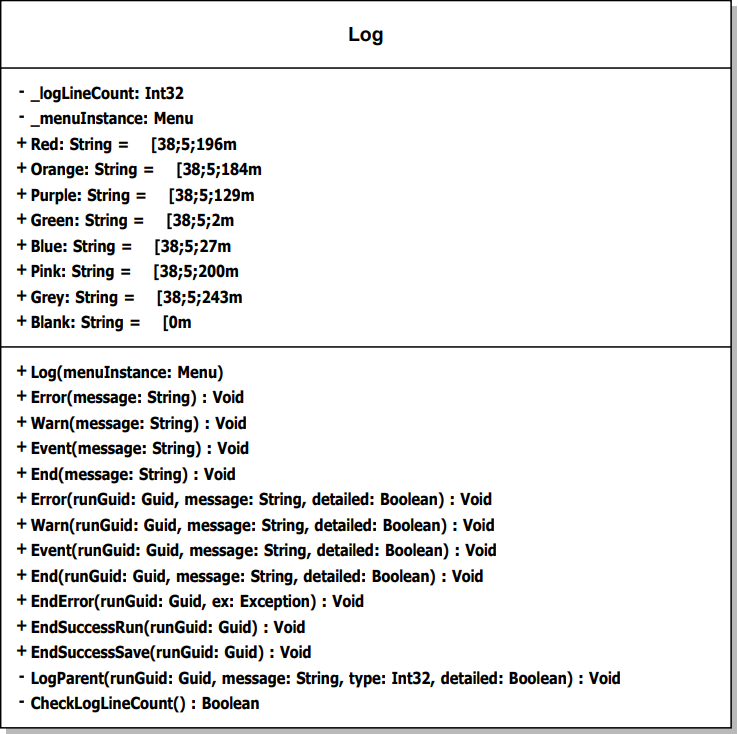 Log
- _logLineCount: Int32
- _menuInstance: Menu
+ Red: String = [38;5;196m
+ Orange: String = [38;5;184m
+ Purple: String = [38;5;129m
+ Green: String = [38;5;2m
+ Blue: String = [38;5;27m
+ Pink: String = [38;5;200m
+ Grey: String = [38;5;243m
+ Blank: String = [0m
+ Log(menuInstance: Menu)
+ Error(message: String) : Void
+ Warn(message: String) : Void
+ Event(message: String) : Void
+ End(message: String) : Void
+ Error(runGuid: Guid, message: String, detailed: Boolean) : Void
+ Warn(runGuid: Guid, message: String, detailed: Boolean) : Void
+ Event(runGuid: Guid, message: String, detailed: Boolean) : Void
+ End(runGuid: Guid, message: String, detailed: Boolean) : Void
+ EndError(runGuid: Guid, ex: Exception) : Void
+ EndSuccessRun(runGuid: Guid) : Void
+ EndSuccessSave(runGuid: Guid) : Void
- LogParent(runGuid: Guid, message: String, type: Int32, detailed: Boolean) : Void
- CheckLogLineCount() : Boolean